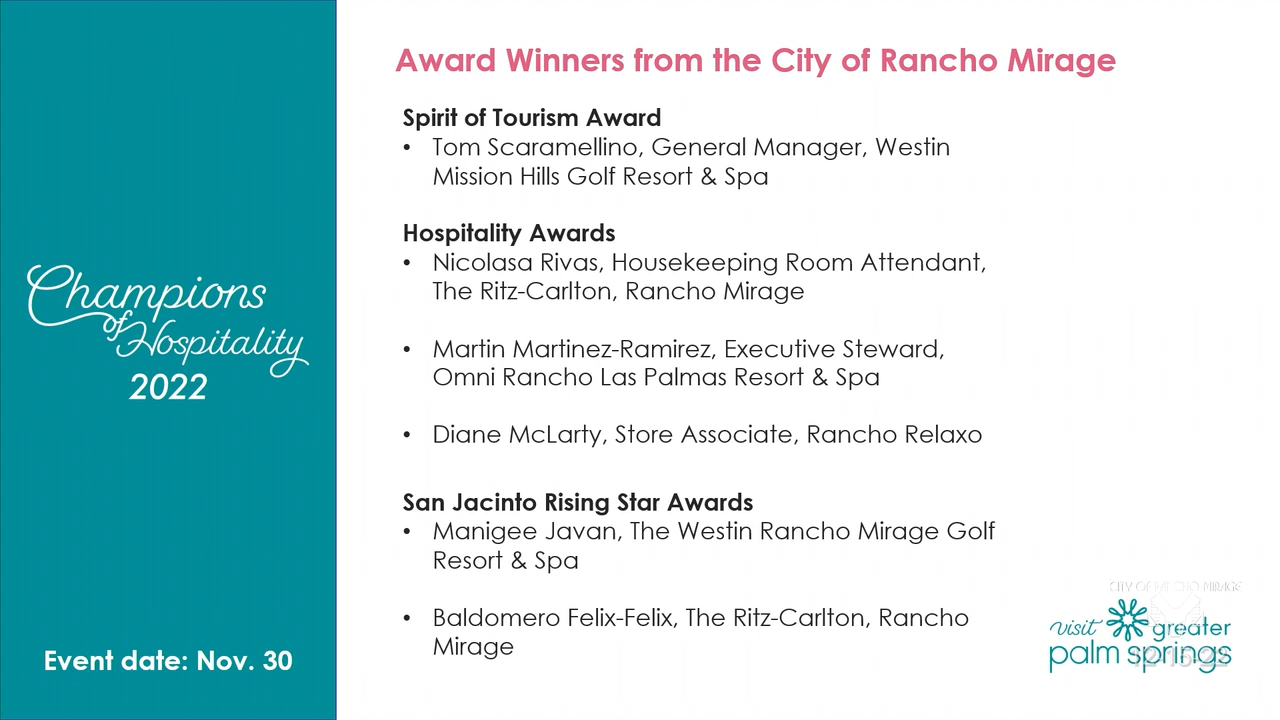 Champions
of Hospitality
2022
Event date: Nov. 30
Award Winners from the City of Rancho Mirage
Spirit of Tourism Award
• Tom Scaramellino, General Manager, Westin
Mission Hills Golf Resort & Spa
Hospitality Awards
• Nicolasa Rivas, Housekeeping Room Attendant,
The Ritz-Carlton, Rancho Mirage
• Martin Martinez-Ramirez, Executive Steward,
Omni Rancho Las Palmas Resort & Spa
• Diane McLarty, Store Associate, Rancho Relaxo
San Jacinto Rising Star Awards
• Manigee Javan, The Westin Rancho Mirage Golf
Resort & Spa
• Baldomero Felix-Felix, The Ritz-Carlton, Rancho
Mirage
CITY OF RANCHO MIRAGE
visit greater
palm springs